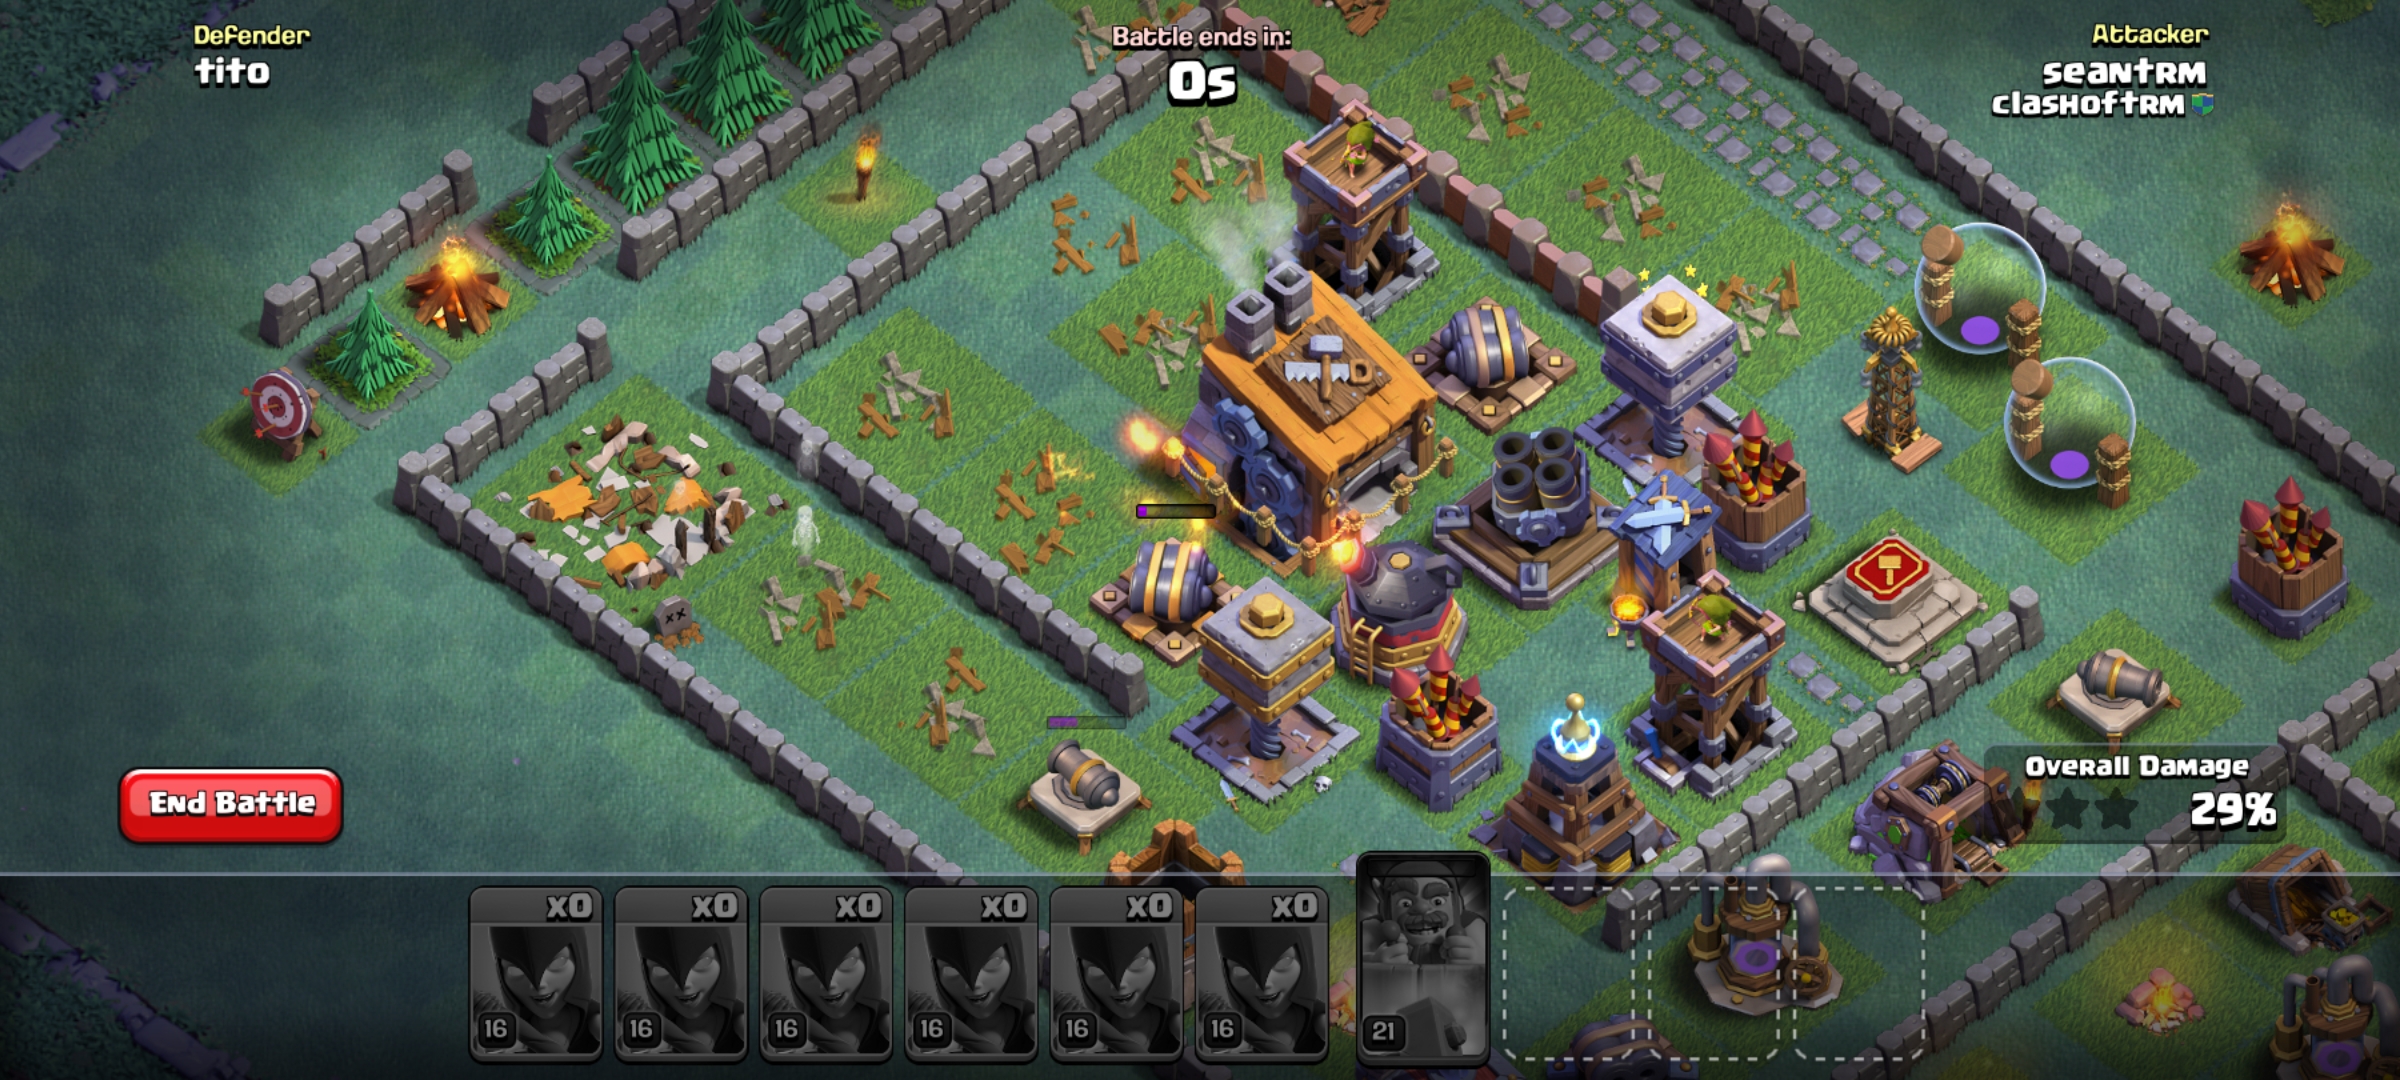 Defender
tito
Battle ends in:
0s
Attacker
seantRM
clashoftRM
End Battle
Overall Damage
29%
x0
x0
x0
x0
x0
x0
16
16
16
16
16
16
21